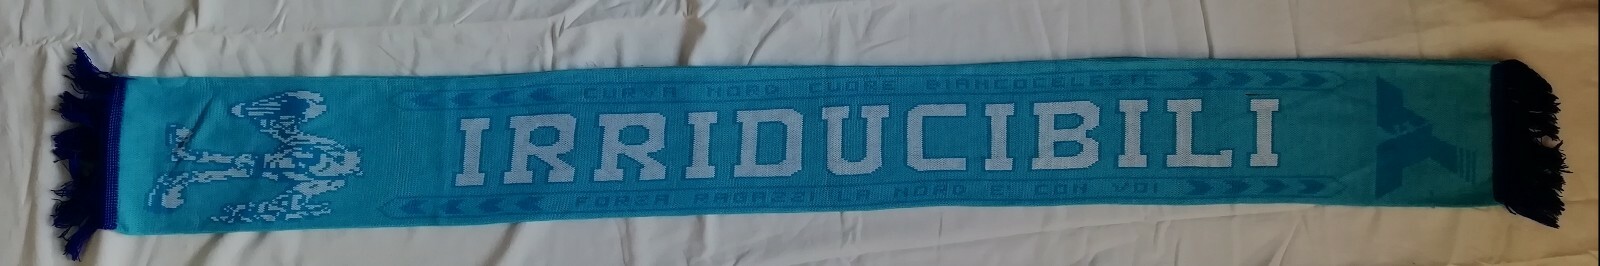 CURVA NORD CUORE BIANCOCELESTE
IRRIDUCIBILI
FORZA RAGAZZI LA NORD E' CON VOI